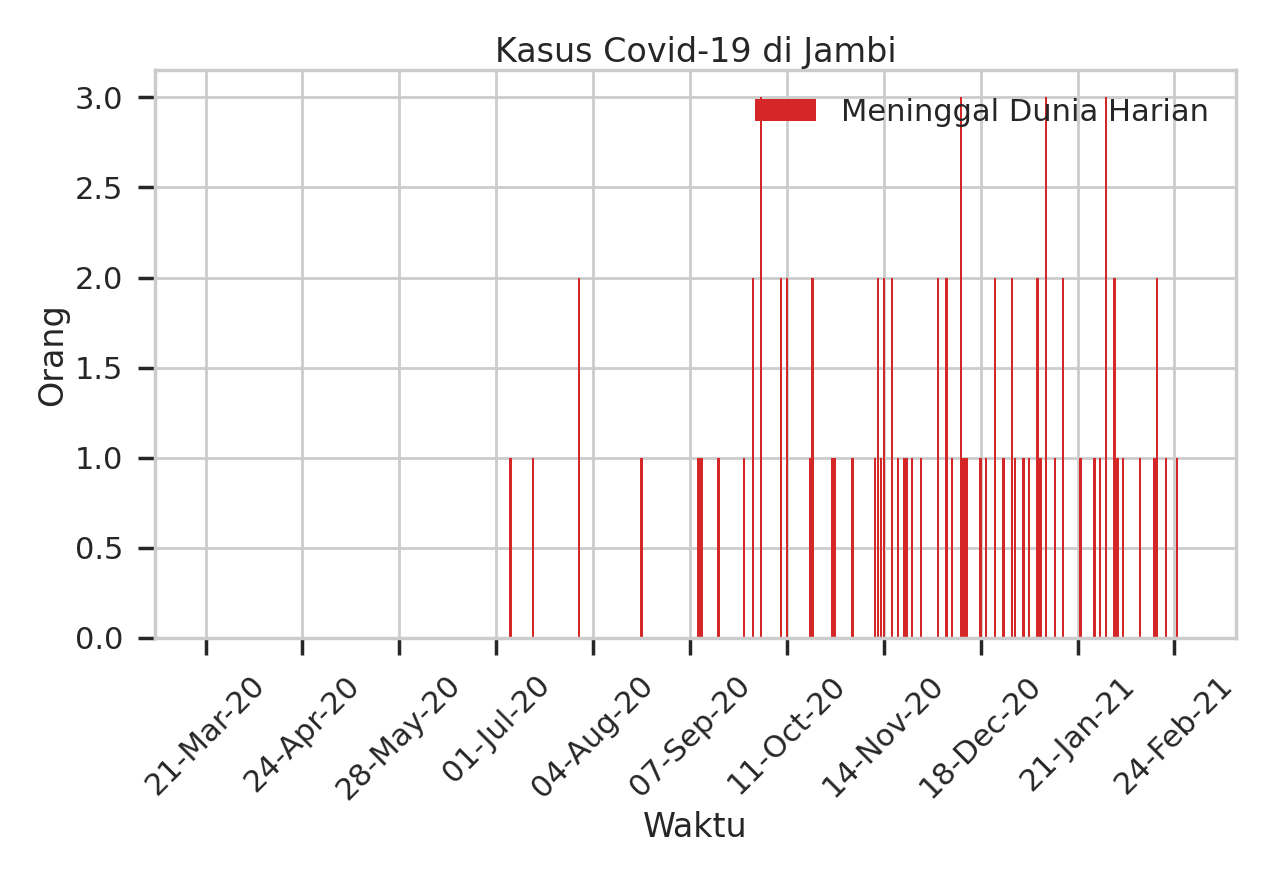 Kasus Covid-19 di Jambi
Meninggal Dunia Harian
3.0
2.5
2.0
1.5
1.0
0.5
0.0
Orang
21-Mar-20
24-Apr-20
28-May-20
01-Jul-20
04-Aug-20
07-Sep-20
11-Oct-20
14-Nov-20
18-Dec-20
21-Jan-21
24-Feb-21
Waktu